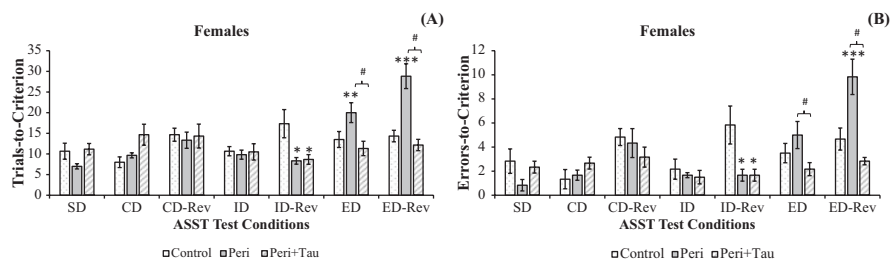 (A)
Females
#
#
***
**
* *
Trials-to-Criterion
35
30
25
20
15
10
5
0
SD CD CD-Rev ID ID-Rev ED ED-Rev
ASST Test Conditions
Control Peri Peri+Tau
(B)
Females
#
***
#
* *
Errors-to-Criterion
12
10
8
6
4
2
0
SD CD CD-Rev ID ID-Rev ED ED-Rev
ASST Test Conditions
Control Peri Peri+Tau